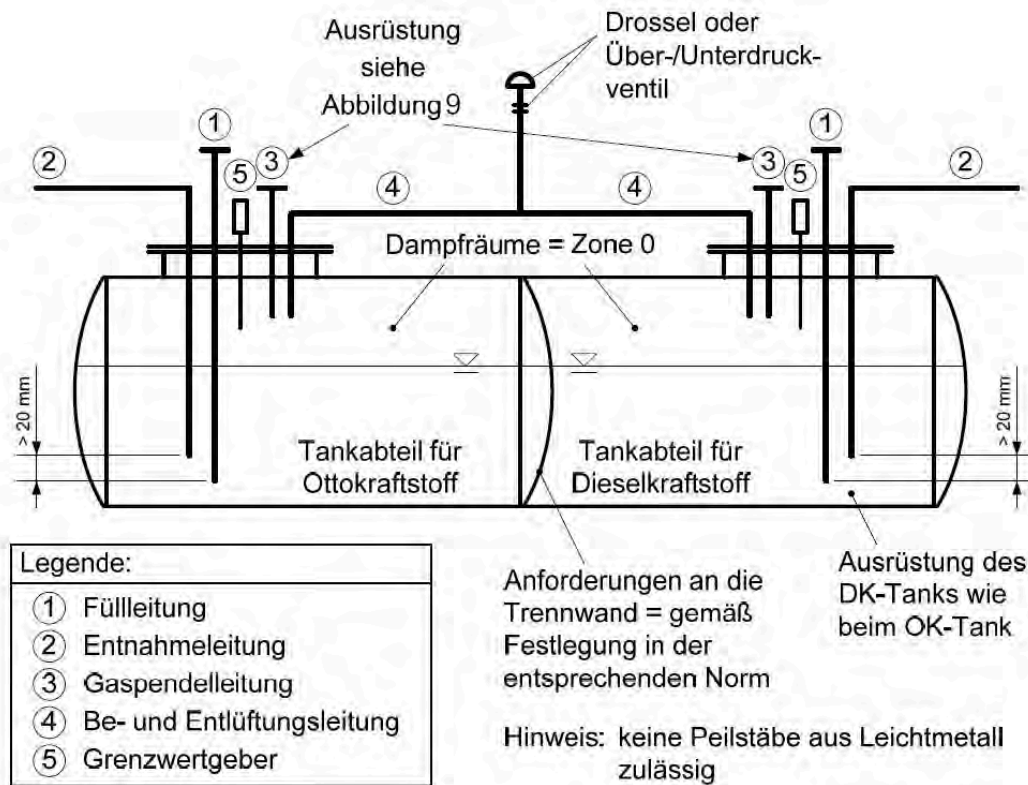 Ausrüstung
siehe
Abbildung 9
Drossel oder
Über-/Unterdruck-
ventil
1
2
5
3
4
4
3
5
1
2
Dampfräume = Zone 0
> 20 mm
> 20 mm
Tankabteil für
Ottokraftstoff
Tankabteil für
Dieselkraftstoff
Legende:
1 Füllleitung
2 Entnahmeleitung
3 Gaspendelleitung
4 Be- und Entlüftungsleitung
5 Grenzwertgeber
Anforderungen an die
Trennwand = gemäß
Festlegung in der
entsprechenden Norm
Ausrüstung des
DK-Tanks wie
beim OK-Tank
Hinweis: keine Peilstäbe aus Leichtmetall
zulässig